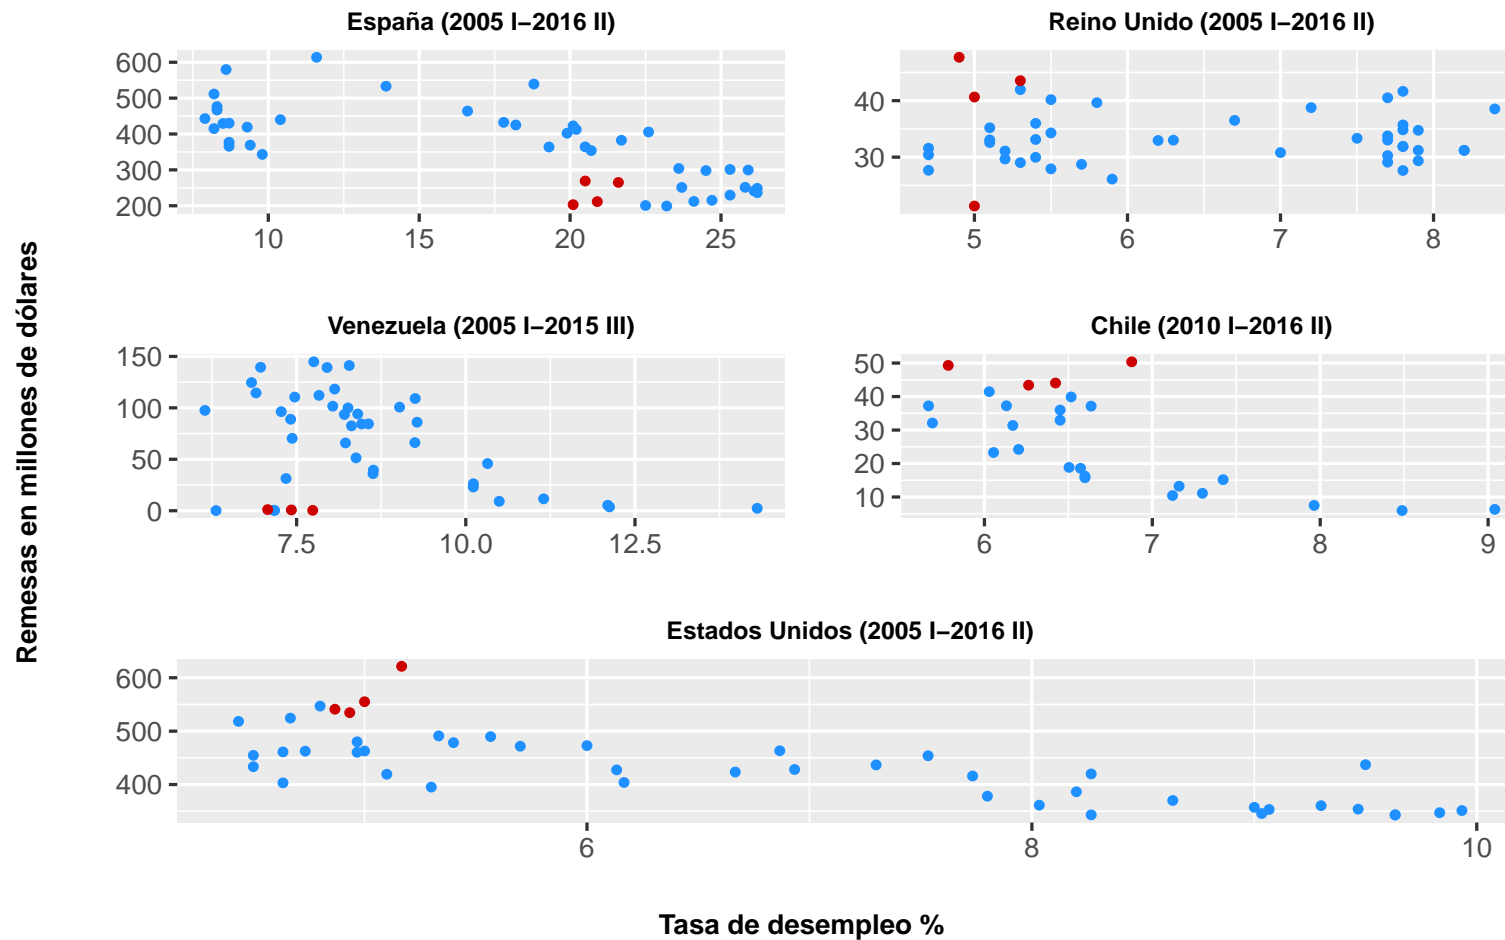 España (2005 I−2016 II)
600
500
400
300
200
10 15 20 25
Reino Unido (2005 I−2016 II)
40
30
5 6 7 8
Remesas en millones de dólares
Venezuela (2005 I−2015 III)
150
100
50
0
7.5 10.0 12.5
Chile (2010 I−2016 II)
50
40
30
20
10
6 7 8 9
Estados Unidos (2005 I−2016 II)
600
500
400
6 8 10
Tasa de desempleo %